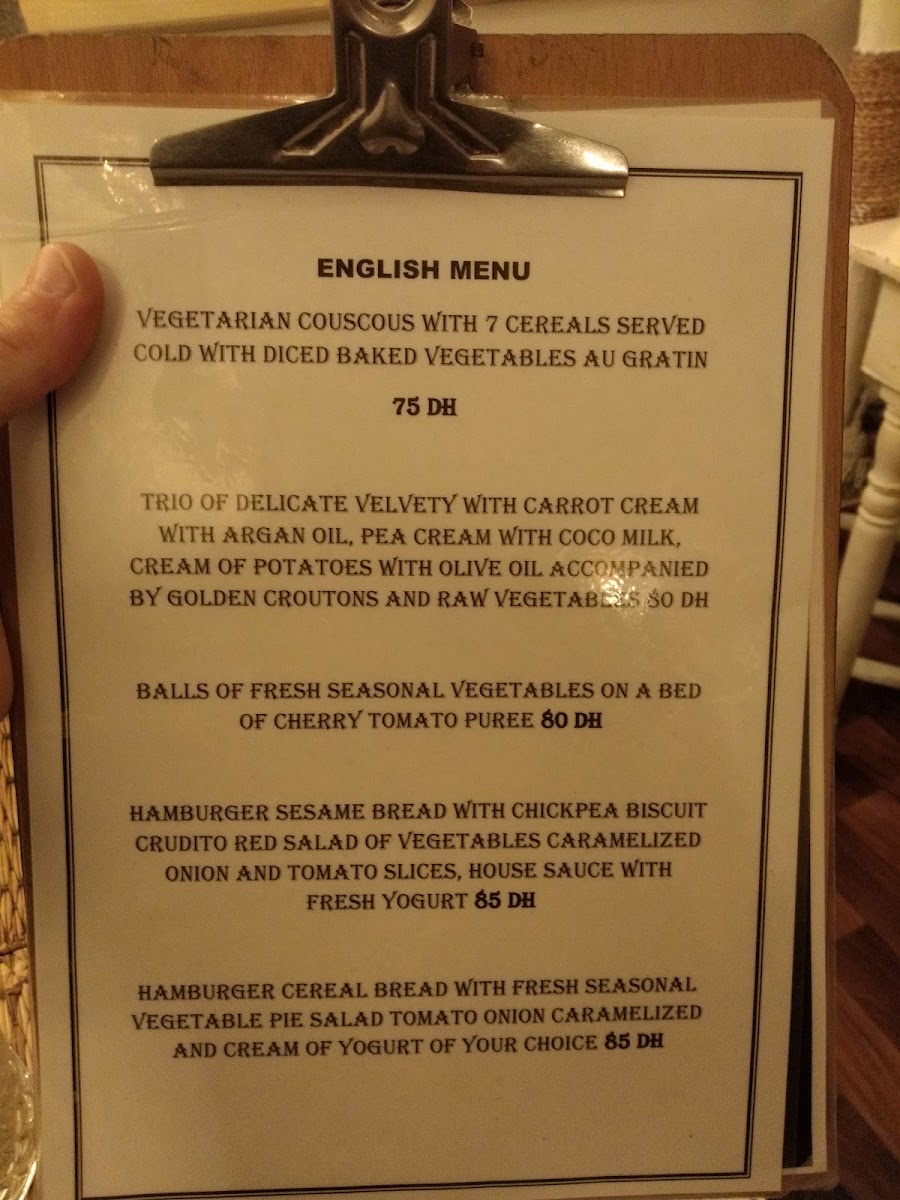 ENGLISH MENU
VEGETARIAN COUSCOUS WITH 7 CEREALS SERVED
COLD WITH DICED BAKED VEGETABLES AU GRATIN
75 DH
TRIO OF DELICATE VELVETY WITH CARROT CREAM
WITH ARGAN OIL, PEA CREAM WITH COCO MILK,
CREAM OF POTATOES WITH OLIVE OIL ACCOMPANIED
BY GOLDEN CROUTONS AND RAW VEGETABLES 80 DH
BALLS OF FRESH SEASONAL VEGETABLES ON A BED
OF CHERRY TOMATO PUREE 80 DH
HAMBURGER SESAME BREAD WITH CHICKPEA BISCUIT
CRUDITO RED SALAD OF VEGETABLES CARAMELIZED
ONION AND TOMATO SLICES, HOUSE SAUCE WITH
FRESH YOGURT 85 DH
HAMBURGER CEREAL BREAD WITH FRESH SEASONAL
VEGETABLE PIE SALAD TOMATO ONION CARAMELIZED
AND CREAM OF YOGURT OF YOUR CHOICE 85 DH